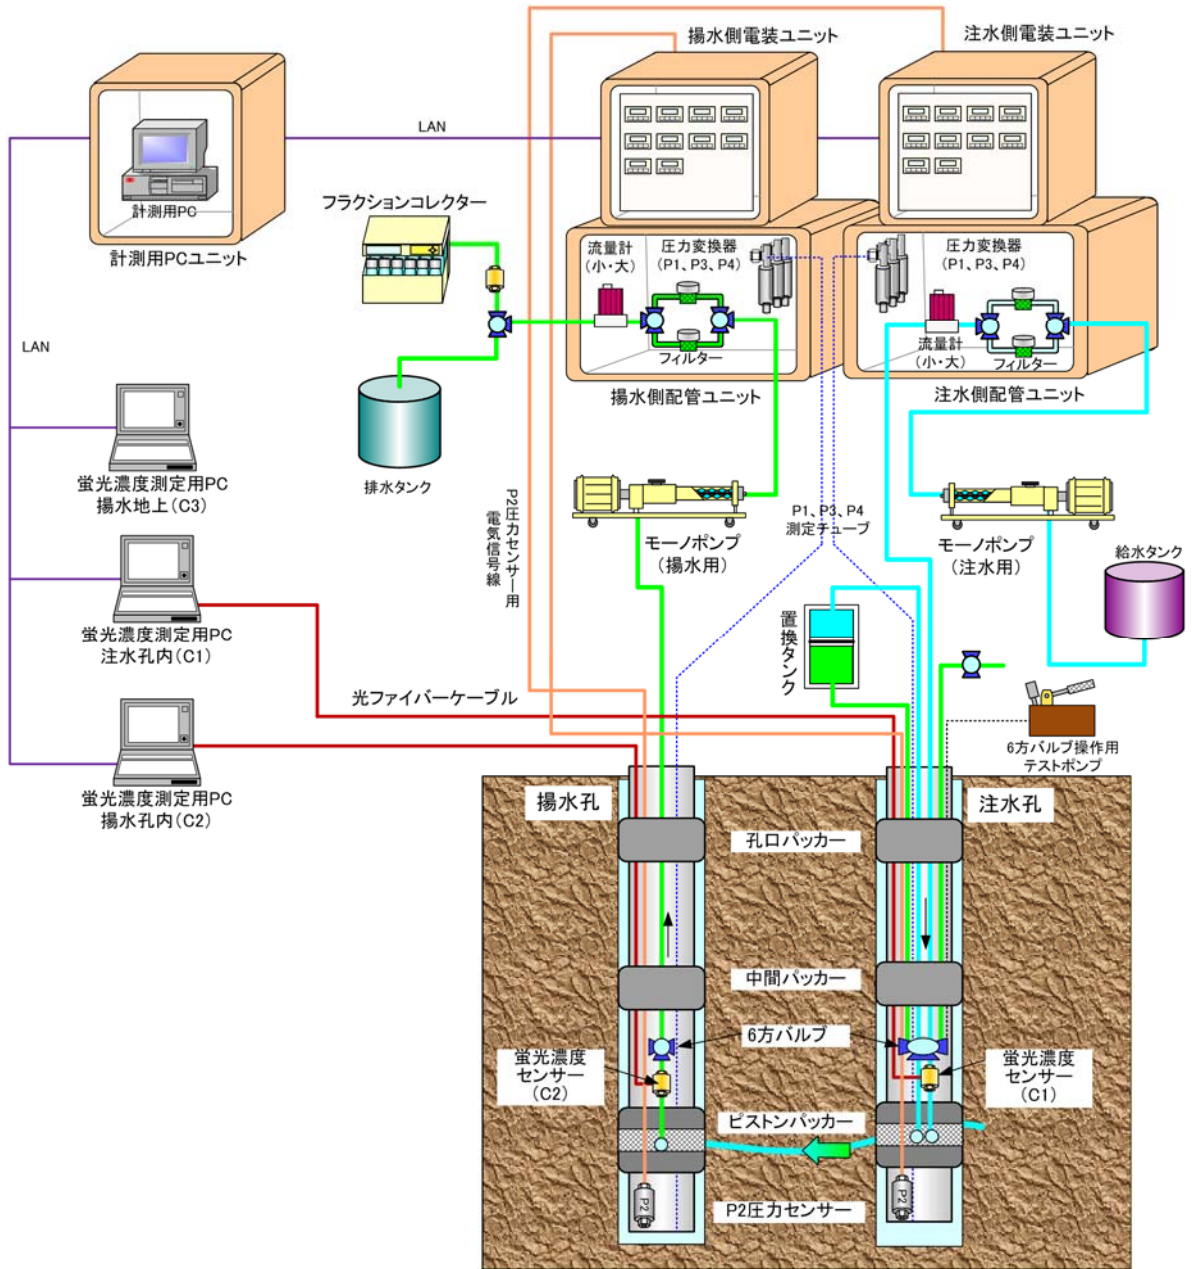 揚水側電装ユニット
注水側電装ユニット
LAN
計測用PC
計測用PCユニット
フラクションコレクター
流量計
(小・大)
圧力変換器
(P1、P3、P4)
フィルター
圧力変換器
(P1、P3、P4)
流量計
(小・大)
フィルター
揚水側配管ユニット
注水側配管ユニット
LAN
排水タンク
蛍光濃度測定用PC
揚水地上(C3)
P2圧力センサー用
電気信号線
P1、P3、P4
測定チューブ
モーノポンプ
(揚水用)
モーノポンプ
(注水用)
給水タンク
置換タンク
蛍光濃度測定用PC
注水孔内(C1)
光ファイバーケーブル
6方バルブ操作用
テストポンプ
蛍光濃度測定用PC
揚水孔内(C2)
揚水孔
注水孔
孔口パッカー
中間パッカー
6方バルブ
蛍光濃度
センサー
(C2)
蛍光濃度
センサー
(C1)
ピストンパッカー
P2
P2圧力センサー
P2